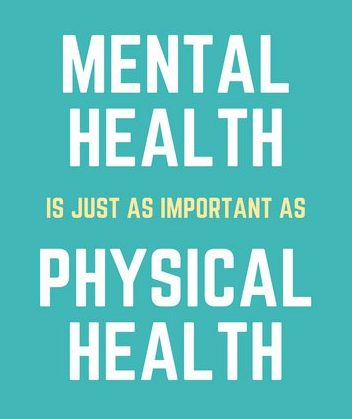 MENTAL
HEALTH
IS JUST AS IMPORTANT AS
PHYSICAL
HEALTH